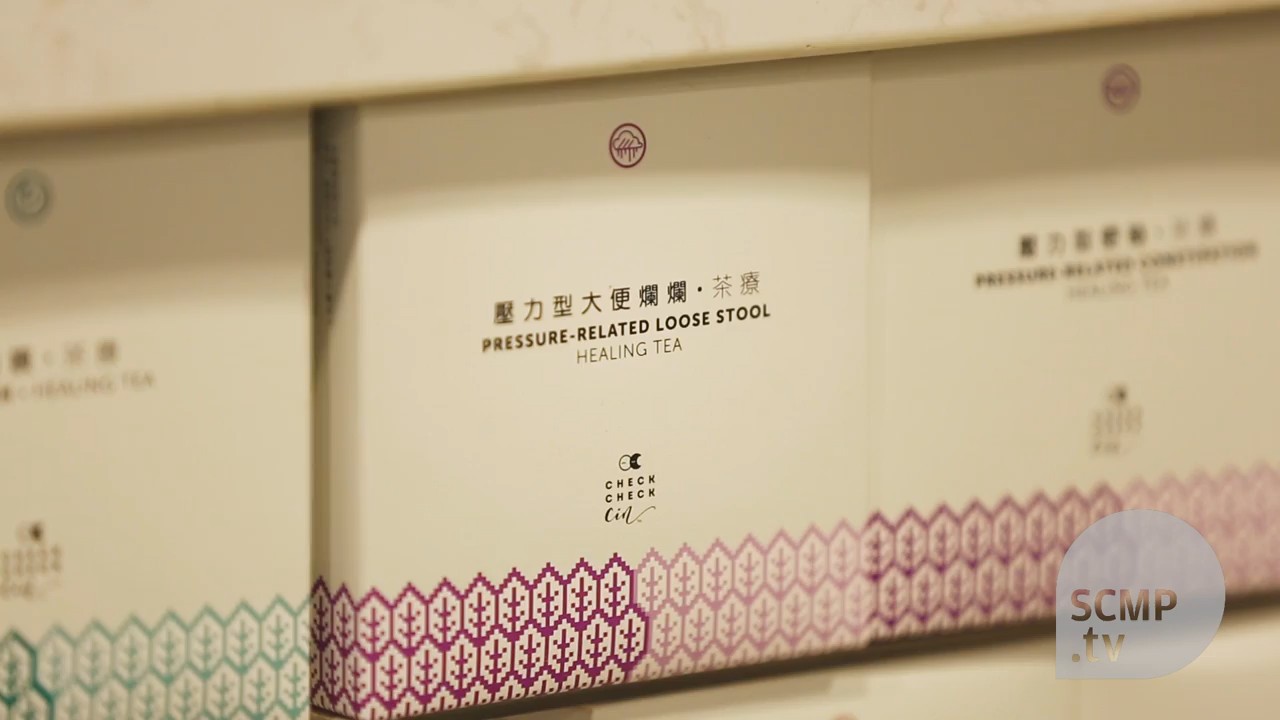 壓力型大便爛爛・茶療
PRESSURE-RELATED LOOSE STOOL
HEALING TEA
CHECK
CHECK
Cin
HEALING TEA
PRESSURE-RELATED CONSTIPATION
HEALING TEA
SCMP
.tv